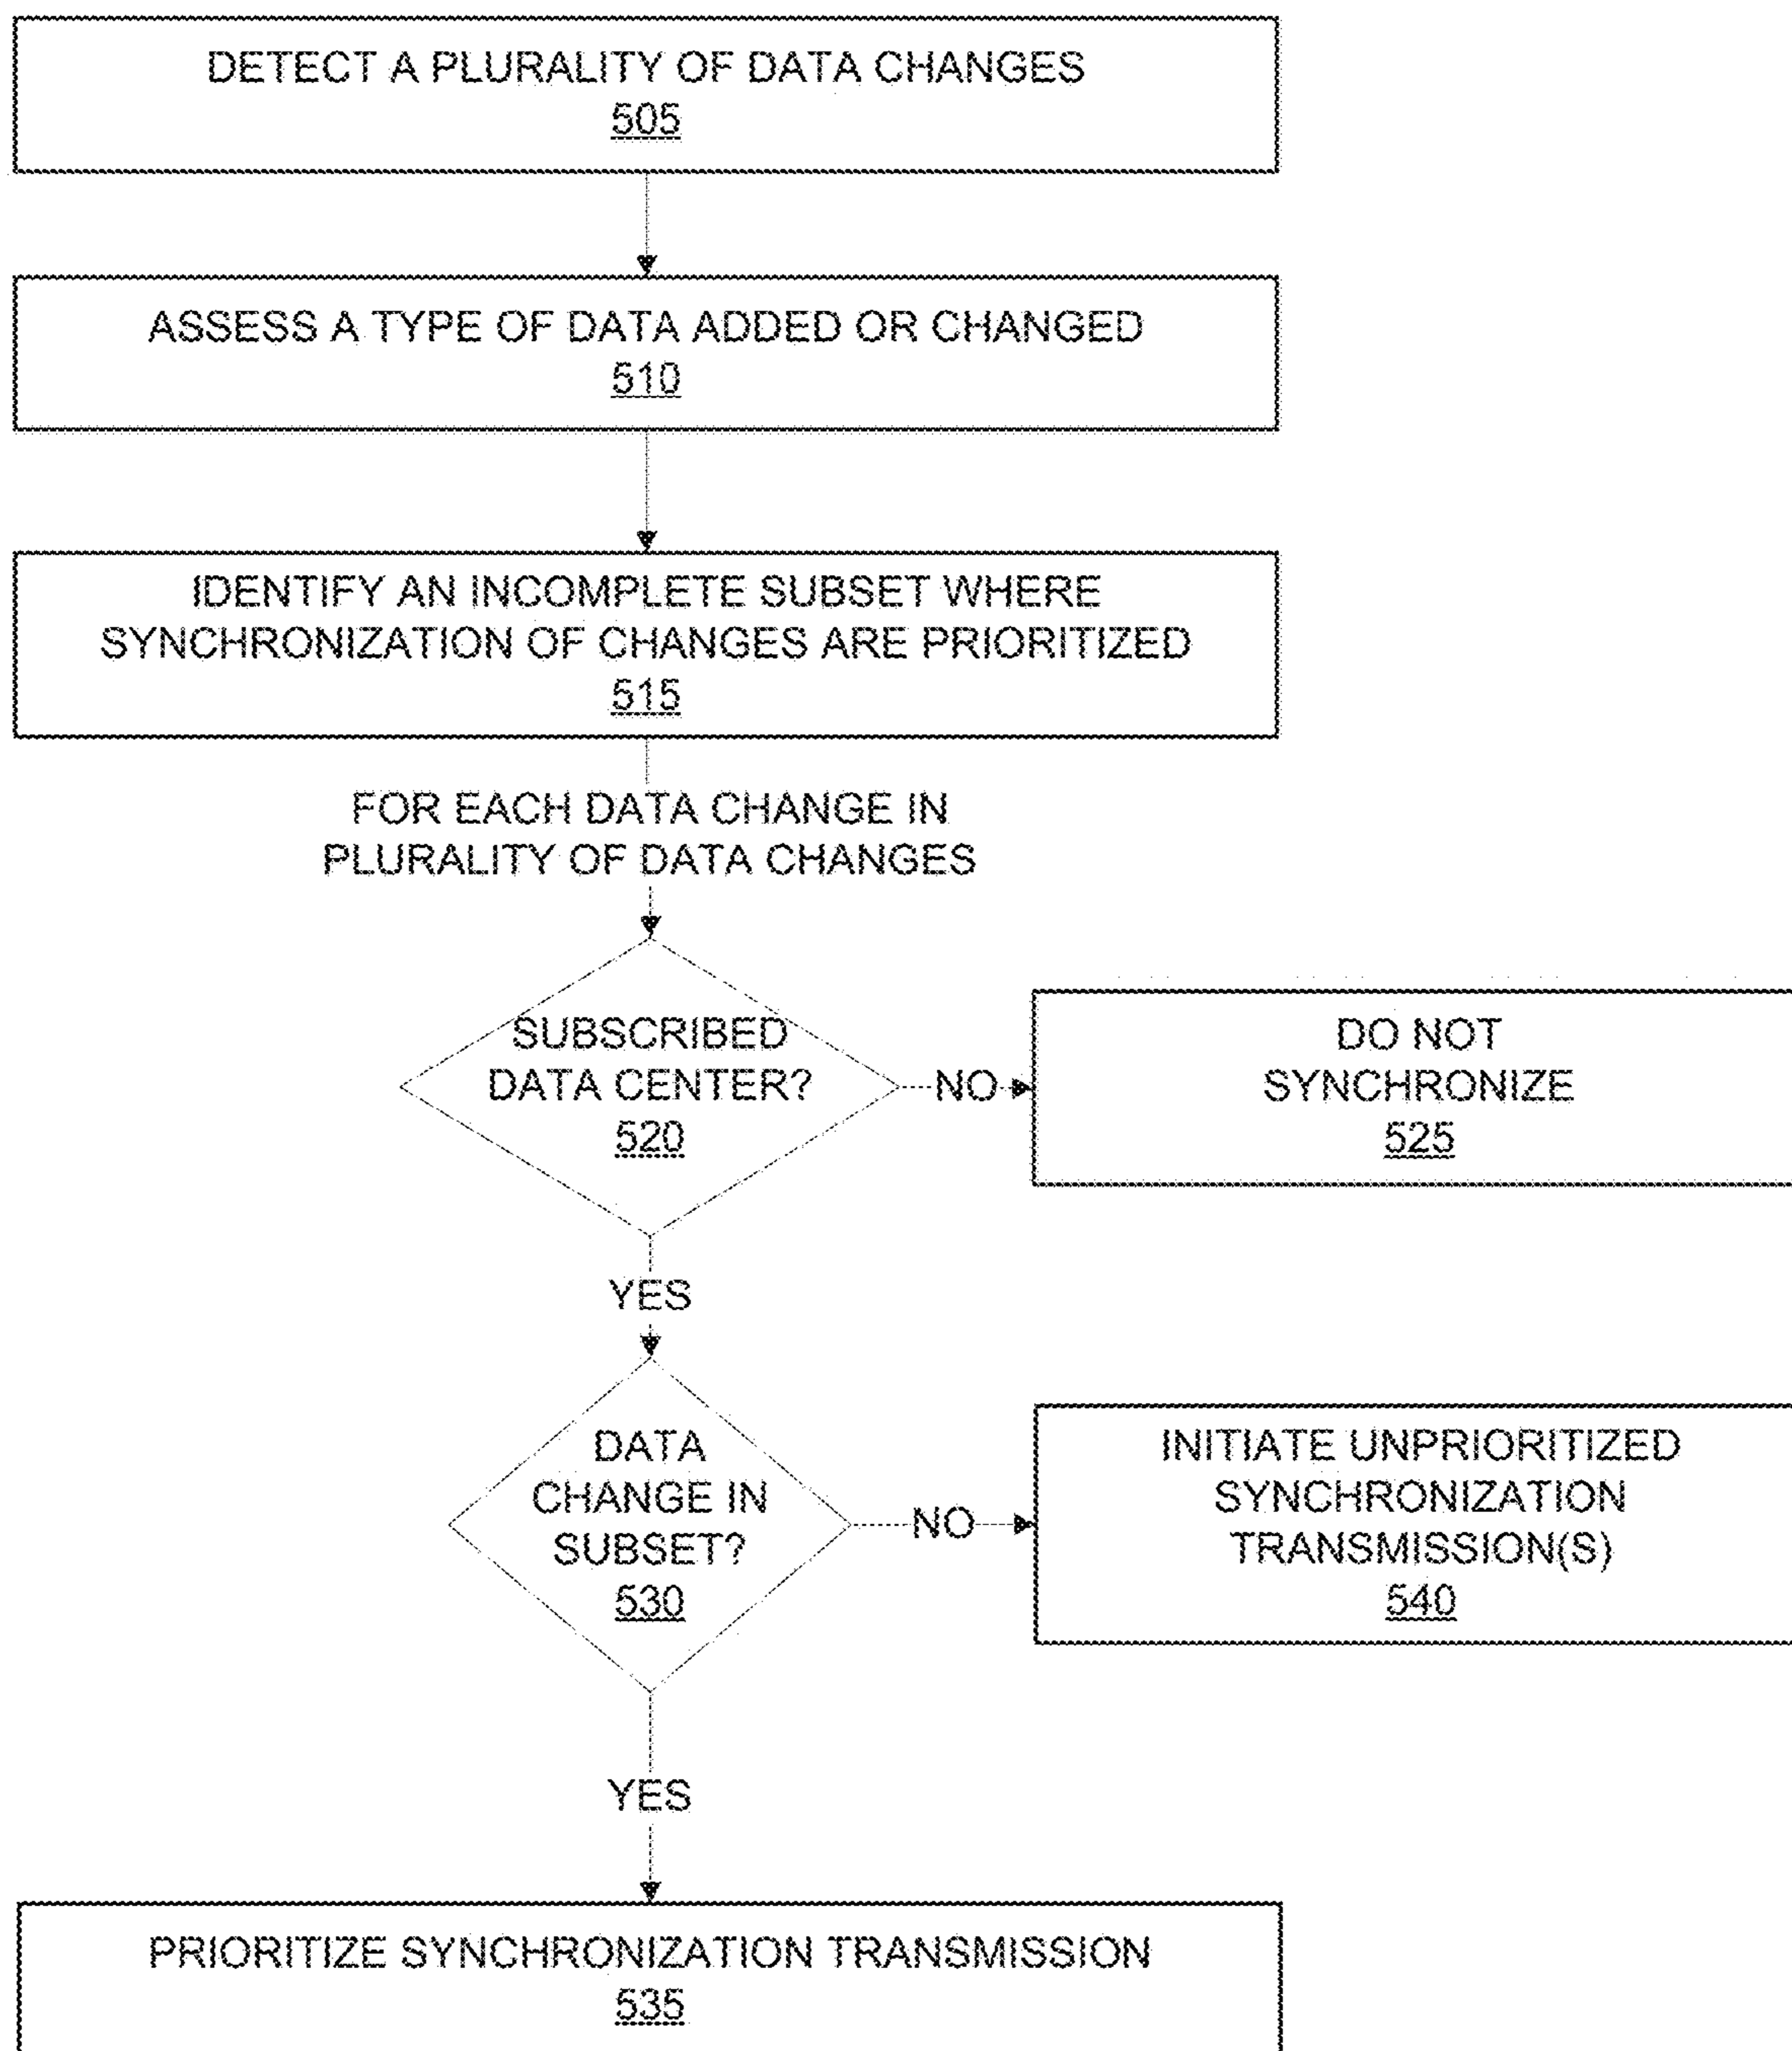 DETECT A PLURALITY OF DATA CHANGES
505
ASSESS A TYPE OF DATA ADDED OR CHANGED
510
IDENTIFY AN INCOMPLETE SUBSET WHERE
SYNCHRONIZATION OF CHANGES ARE PRIORITIZED
515
FOR EACH DATA CHANGE IN
PLURALITY OF DATA CHANGES
SUBSCRIBED
DATA CENTER?
520
NO
DO NOT
SYNCHRONIZE
525
YES
DATA
CHANGE IN
SUBSET?
530
NO
INITIATE UNPRIORITIZED
SYNCHRONIZATION
TRANSMISSION(S)
540
YES
PRIORITIZE SYNCHRONIZATION TRANSMISSION
535